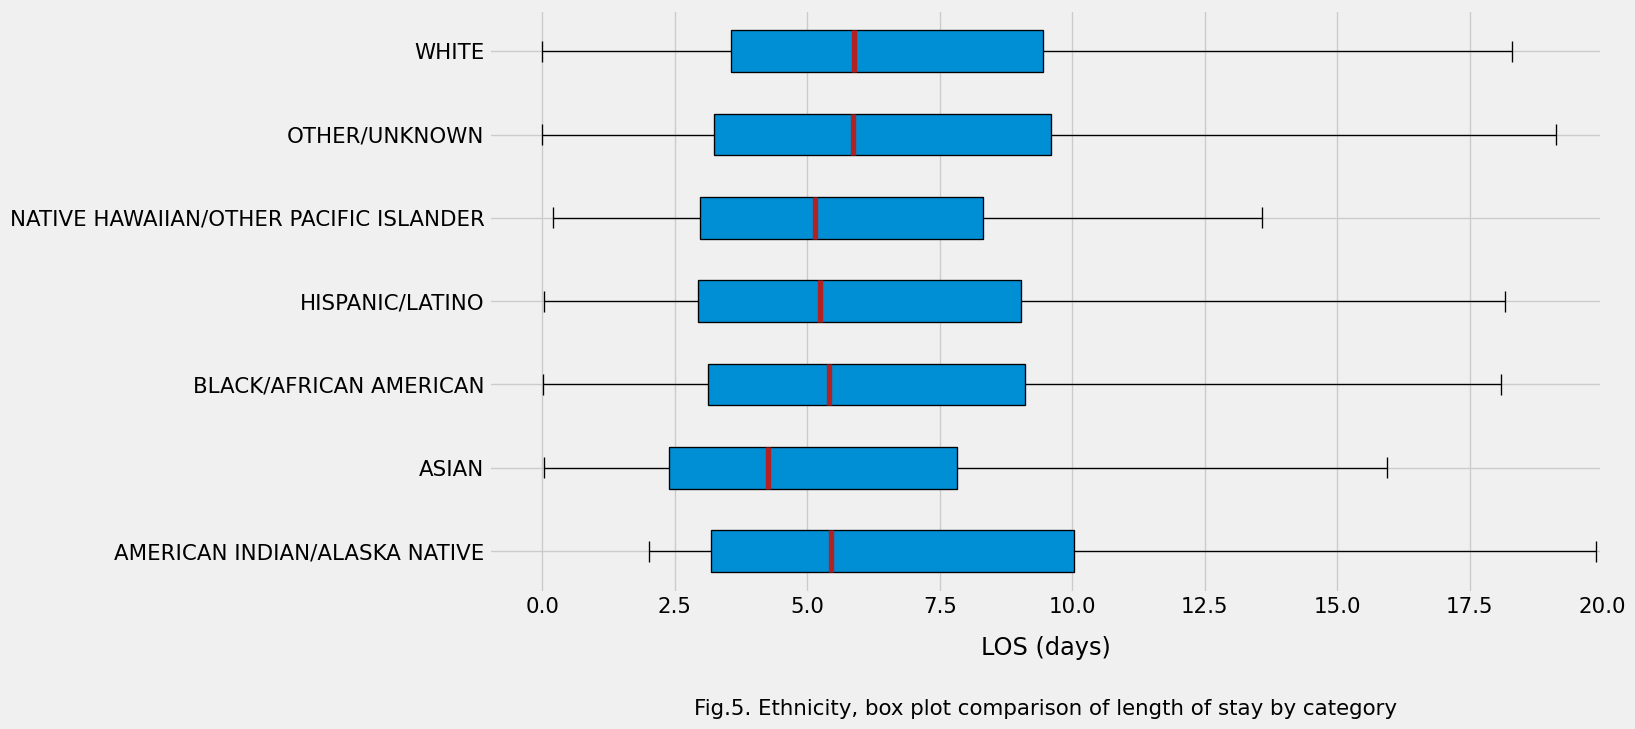 WHITE
OTHER/UNKNOWN
NATIVE HAWAIIAN/OTHER PACIFIC ISLANDER
HISPANIC/LATINO
BLACK/AFRICAN AMERICAN
ASIAN
AMERICAN INDIAN/ALASKA NATIVE
0.0 2.5 5.0 7.5 10.0 12.5 15.0 17.5 20.0
LOS (days)
Fig.5. Ethnicity, box plot comparison of length of stay by category